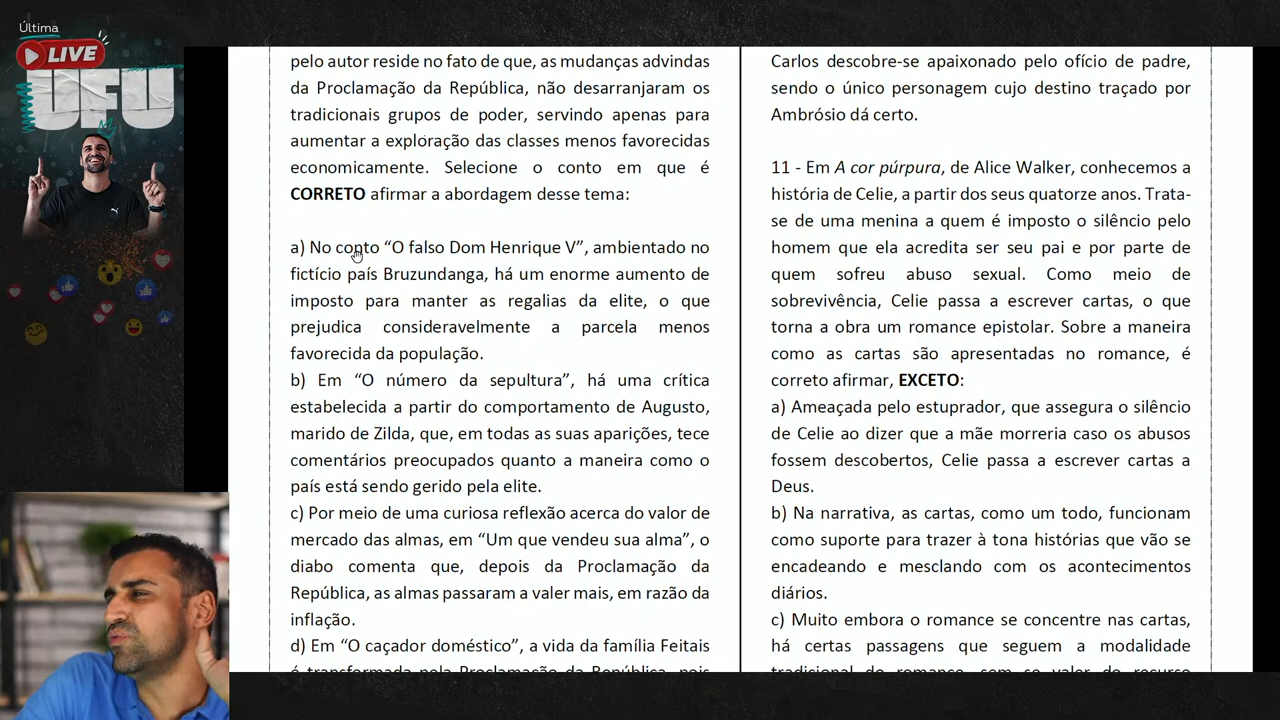 Última
LIVE
UFU
pelo autor reside no fato de que, as mudanças advindas
da Proclamação da República, não desarranjaram os
tradicionais grupos de poder, servindo apenas para
aumentar a exploração das classes menos favorecidas
economicamente. Selecione o conto em que é
CORRETO afirmar a abordagem desse tema:
a) No conto “O falso Dom Henrique V”, ambientado no
fictício país Bruzundanga, há um enorme aumento de
imposto para manter as regalias da elite, o que
prejudica consideravelmente a parcela menos
favorecida da população.
b) Em “O número da sepultura”, há uma crítica
estabelecida a partir do comportamento de Augusto,
marido de Zilda, que, em todas as suas aparições, tece
comentários preocupados quanto a maneira como o
país está sendo gerido pela elite.
c) Por meio de uma curiosa reflexão acerca do valor de
mercado das almas, em “Um que vendeu sua alma”, o
diabo comenta que, depois da Proclamação da
República, as almas passaram a valer mais, em razão da
inflação.
d) Em “O caçador doméstico”, a vida da família Feitais
é transformada pela Proclamação da República, pois
Carlos descobre-se apaixonado pelo ofício de padre,
sendo o único personagem cujo destino traçado por
Ambrósio dá certo.
11 - Em A cor púrpura, de Alice Walker, conhecemos a
história de Celie, a partir dos seus quatorze anos. Trata-
se de uma menina a quem é imposto o silêncio pelo
homem que ela acredita ser seu pai e por parte de
quem sofreu abuso sexual. Como meio de
sobrevivência, Celie passa a escrever cartas, o que
torna a obra um romance epistolar. Sobre a maneira
como as cartas são apresentadas no romance, é
correto afirmar, EXCETO:
a) Ameaçada pelo estuprador, que assegura o silêncio
de Celie ao dizer que a mãe morreria caso os abusos
fossem descobertos, Celie passa a escrever cartas a
Deus.
b) Na narrativa, as cartas, como um todo, funcionam
como suporte para trazer à tona histórias que vão se
encadeando e mesclando com os acontecimentos
diários.
c) Muito embora o romance se concentre nas cartas,
há certas passagens que seguem a modalidade
tradicional do romance, sem se valer do recurso